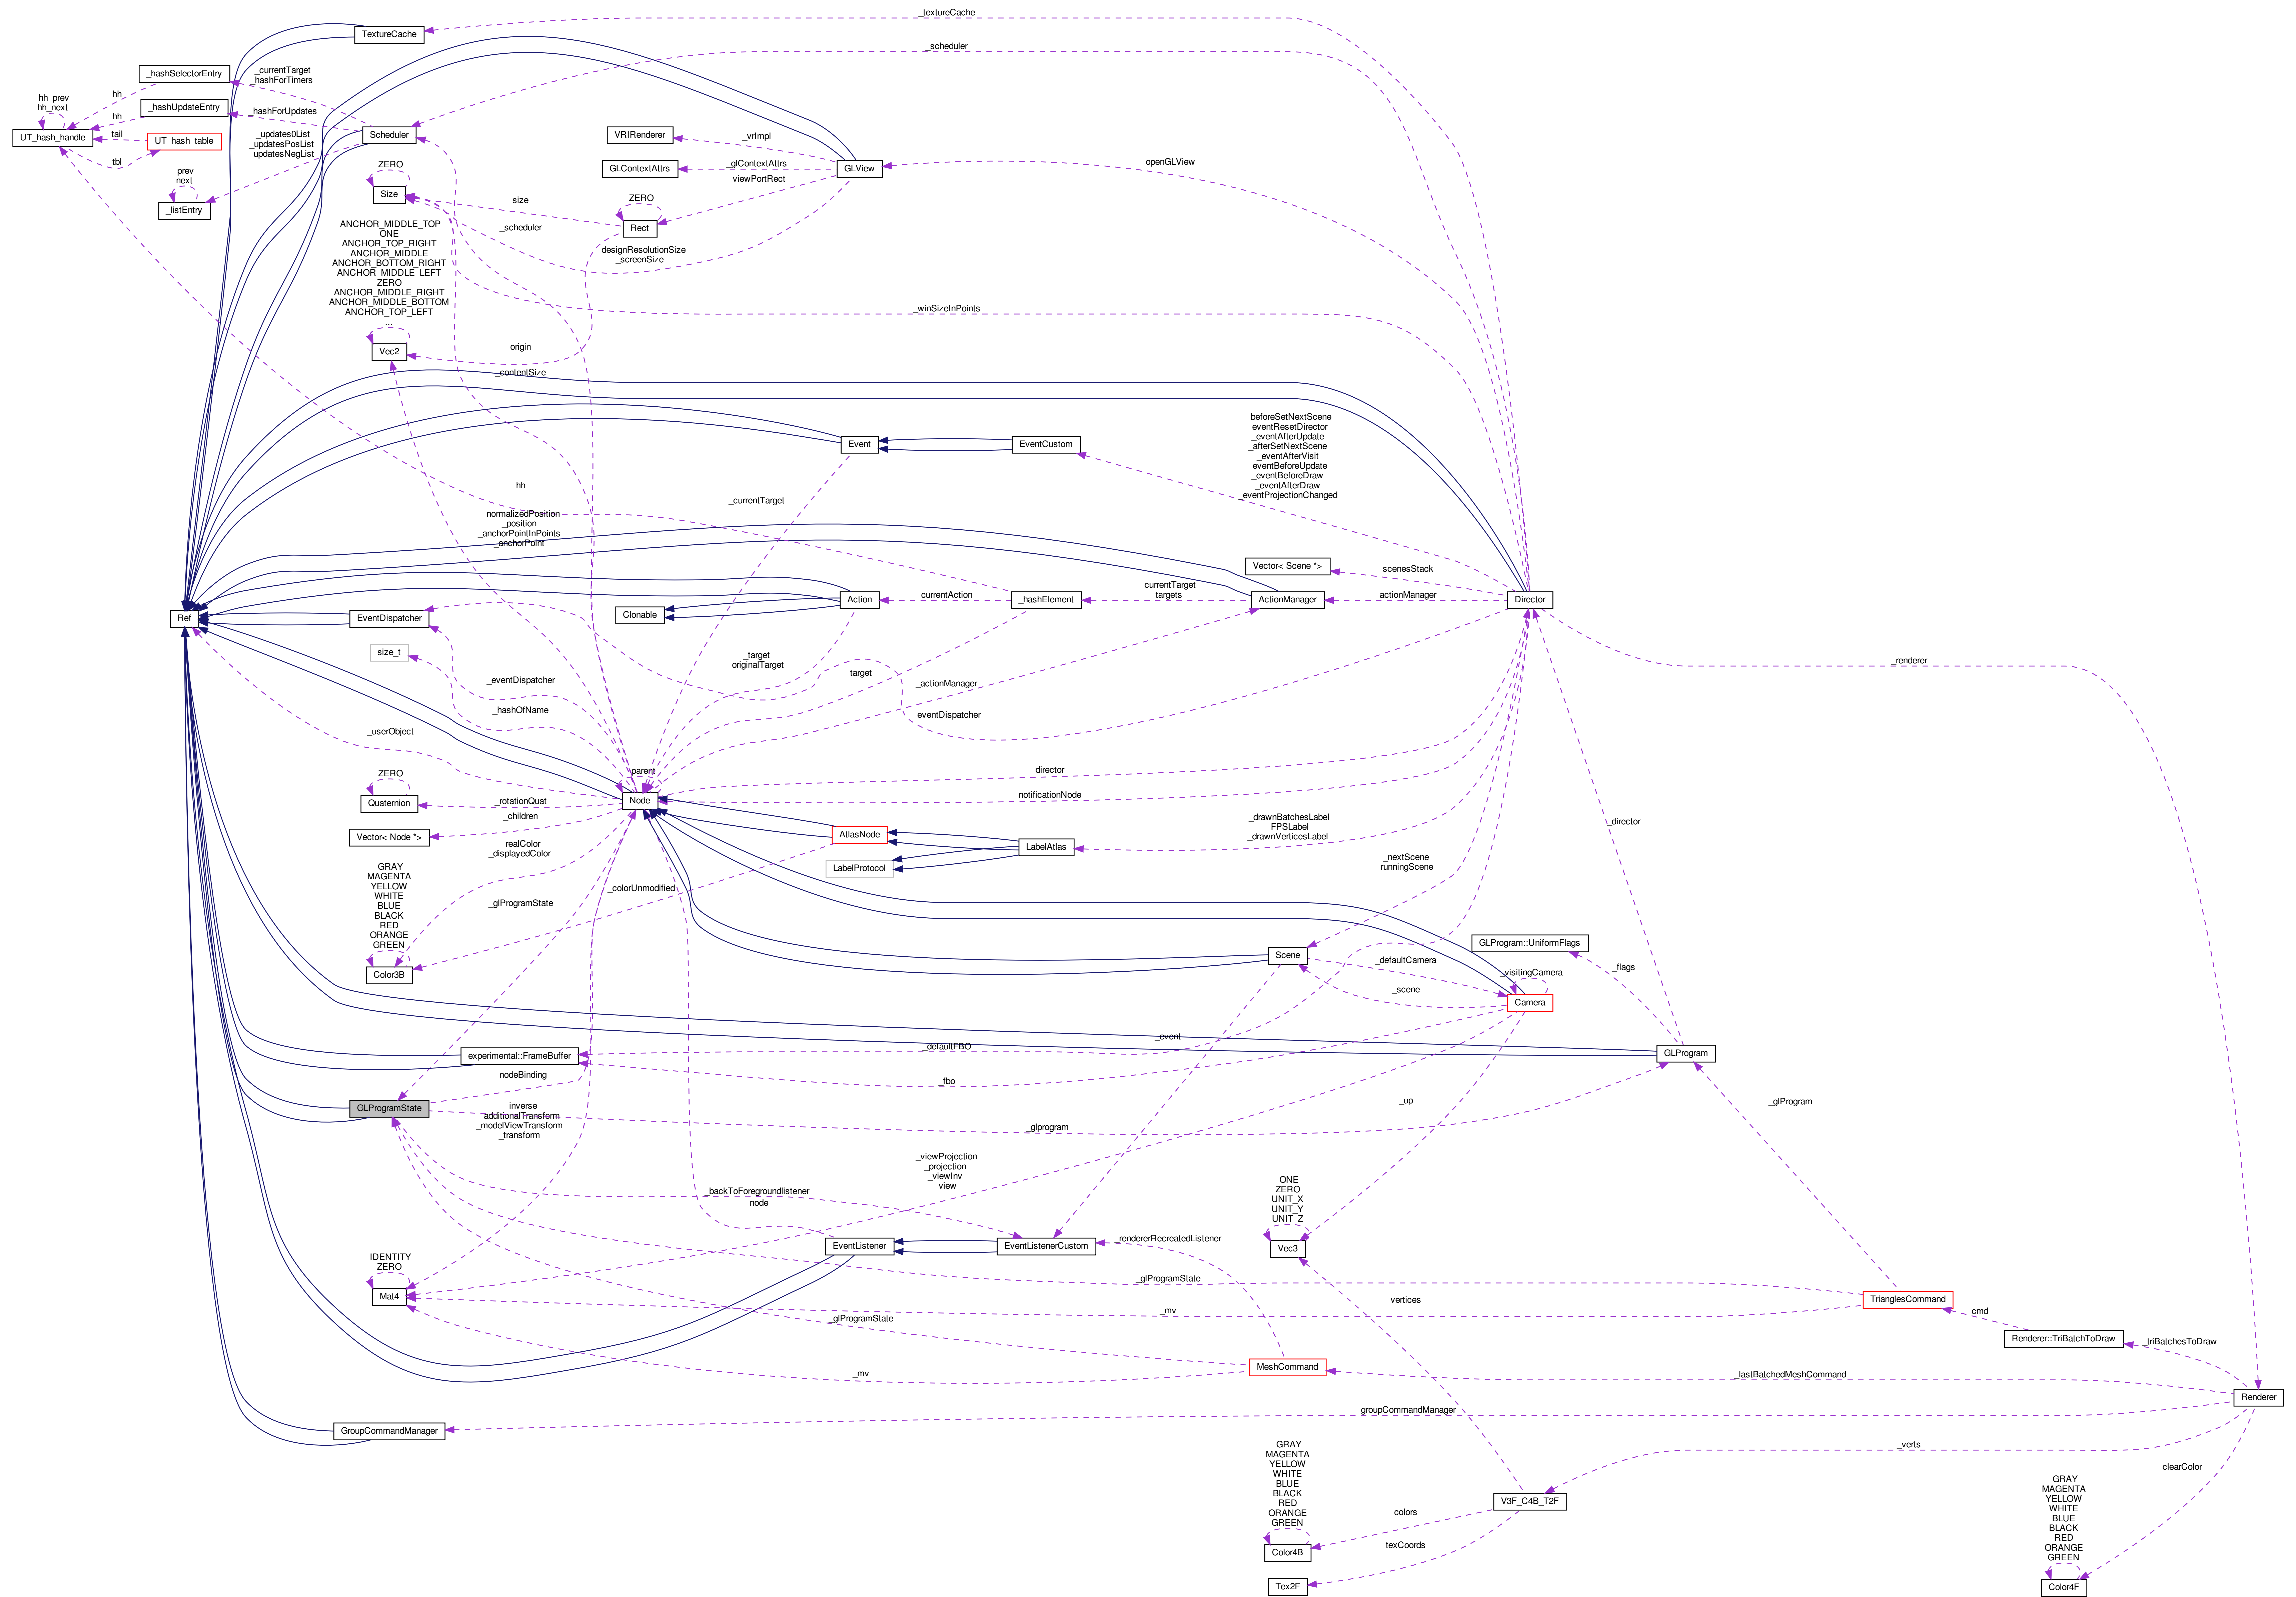 _textureCache
TextureCache
_scheduler
_hashSelectorEntry
_currentTarget
_hashForTimers
hh
hh_prev
hh_next
_hashUpdateEntry
_hashForUpdates
hh
UT_hash_handle
tail
UT_hash_table
Scheduler
VRIRenderer
_vrImpl
_updates0List
_updatesPosList
_updatesNegList
tbl
ZERO
GLContextAttrs
_glContextAttrs
GLView
_openGLView
prev
next
_viewPortRect
Size
size
ZERO
_listEntry
Rect
_scheduler
ANCHOR_MIDDLE_TOP
ONE
ANCHOR_TOP_RIGHT
ANCHOR_MIDDLE
ANCHOR_BOTTOM_RIGHT
ANCHOR_MIDDLE_LEFT
ZERO
ANCHOR_MIDDLE_RIGHT
ANCHOR_MIDDLE_BOTTOM
ANCHOR_TOP_LEFT
...
_designResolutionSize
_screenSize
_winSizeInPoints
Vec2
origin
_contentSize
_beforeSetNextScene
_eventResetDirector
_eventAfterUpdate
_afterSetNextScene
_eventAfterVisit
_eventBeforeUpdate
_eventBeforeDraw
_eventAfterDraw
_eventProjectionChanged
Event
EventCustom
hh
_currentTarget
_normalizedPosition
_position
_anchorPointInPoints
_anchorPoint
Vector< Scene *>
_scenesStack
_currentTarget
_targets
Ref
EventDispatcher
Clonable
Action
currentAction
_hashElement
ActionManager
_actionManager
Director
size_t
_target
_originalTarget
target
_renderer
_eventDispatcher
_actionManager
_hashOfName
_eventDispatcher
_userObject
_parent
_director
ZERO
Quaternion
_rotationQuat
Node
_notificationNode
_children
Vector< Node *>
AtlasNode
LabelAtlas
_drawnBatchesLabel
_FPSLabel
_drawnVerticesLabel
_director
_realColor
_displayedColor
LabelProtocol
_nextScene
_runningScene
GRAY
MAGENTA
YELLOW
WHITE
BLUE
BLACK
RED
ORANGE
GREEN
_colorUnmodified
_glProgramState
Color3B
Scene
GLProgram::UniformFlags
_defaultCamera
_visitingCamera
_flags
_scene
Camera
_event
_defaultFBO
experimental::FrameBuffer
GLProgram
_nodeBinding
_fbo
_up
_glProgram
GLProgramState
_inverse
_additionalTransform
_modelViewTransform
_transform
_glprogram
_viewProjection
_projection
_viewInv
_view
_backToForegroundlistener
_node
ONE
ZERO
UNIT_X
UNIT_Y
UNIT_Z
EventListener
EventListenerCustom
_rendererRecreatedListener
Vec3
IDENTITY
ZERO
Mat4
_glProgramState
vertices
TrianglesCommand
_mv
_glProgramState
cmd
Renderer::TriBatchToDraw
_triBatchesToDraw
MeshCommand
_mv
_lastBatchedMeshCommand
Renderer
_groupCommandManager
GroupCommandManager
_verts
GRAY
MAGENTA
YELLOW
WHITE
BLUE
BLACK
RED
ORANGE
GREEN
_clearColor
V3F_C4B_T2F
colors
GRAY
MAGENTA
YELLOW
WHITE
BLUE
BLACK
RED
ORANGE
GREEN
Color4B
texCoords
Tex2F
Color4F